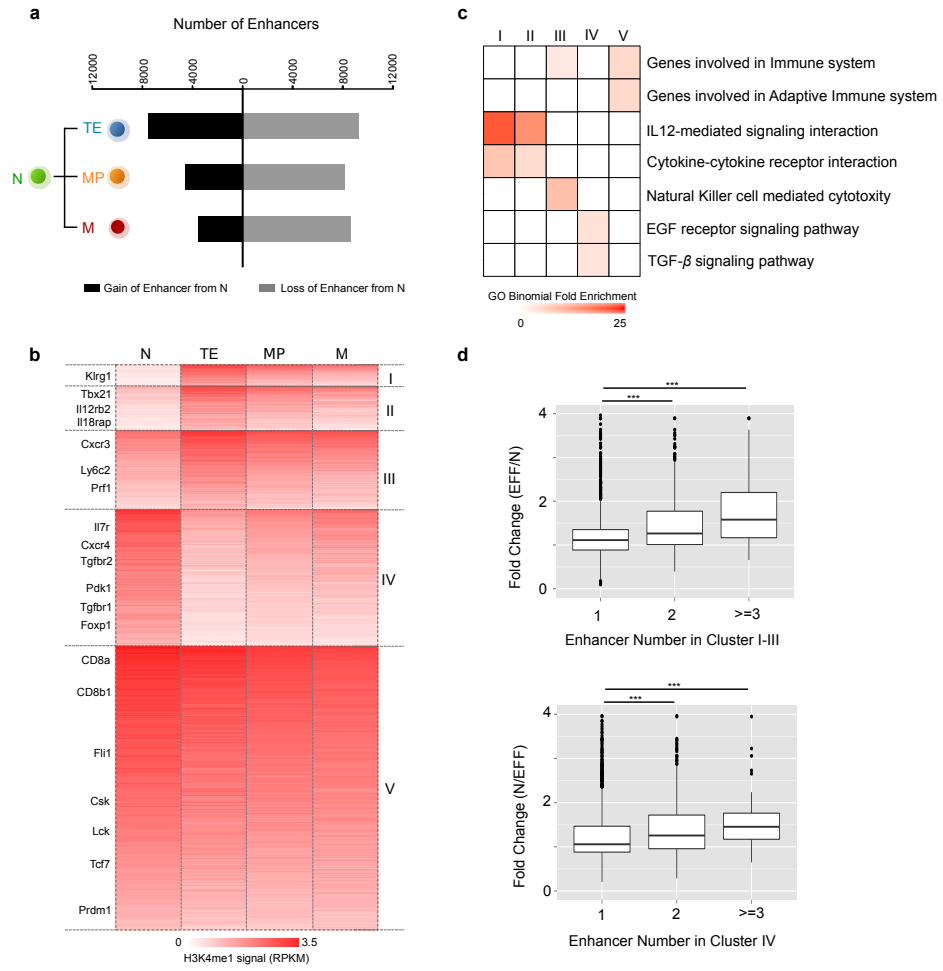 a
Number of Enhancers
12000 8000 4000 0 4000 8000 12000
TE
N
MP
M
Gain of Enhancer from N Loss of Enhancer from N
b
N TE MP M
Klrg1
I
Tbx21
Il12rb2
II
Il18rap
Cxcr3
Ly6c2
III
Prf1
Il7r
Cxcr4
Tgfbr2
IV
Pdk1
Tgfbr1
Foxp1
CD8a
CD8b1
Fli1
V
Csk
Lck
Tcf7
Prdm1
0 3.5
H3K4me1 signal (RPKM)
c
I II III IV V
Genes involved in Immune system
Genes involved in Adaptive Immune system
IL12-mediated signaling interaction
Cytokine-cytokine receptor interaction
Natural Killer cell mediated cytotoxity
EGF receptor signaling pathway
TGF-β signaling pathway
GO Binomial Fold Enrichment
0 25
d
***
***
4
2
0
Fold Change (EFF/N)
1 2 >=3
Enhancer Number in Cluster I-III
***
***
4
2
0
Fold Change (N/EFF)
1 2 >=3
Enhancer Number in Cluster IV